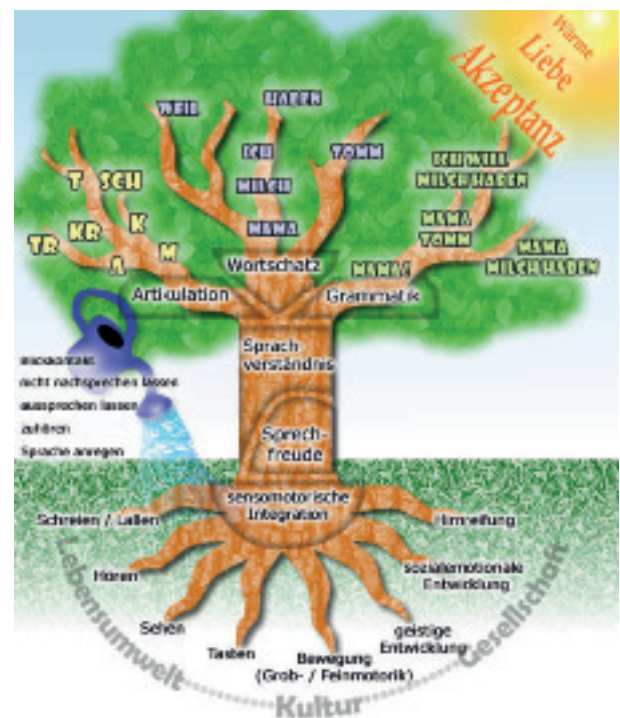 Wärme
Liebe
Akzeptanz
WEIL
HABEN
ICH
TOMM
MILCH
MAMA
T
SCH
K
KR
TR
A
M
ICH WILL
MILCH HABEN
MAMA
TOMM
MAMA
MILCH HABEN
MAMA!
Wortschatz
Artikulation
Grammatik
Sprach-
verständnis
Blickkontakt
nicht nachsprechen lassen
aussprechen lassen
zuhören
Sprache anregen
Sprech-
freude
sensomotorische
Integration
Schreien / Lallen
Hirnreifung
Hören
sozialemotionale
Entwicklung
Sehen
geistige
Entwicklung
Tasten
Bewegung
(Grob- / Feinmotorik)
Lebensumwelt
Kultur
Gesellschaft